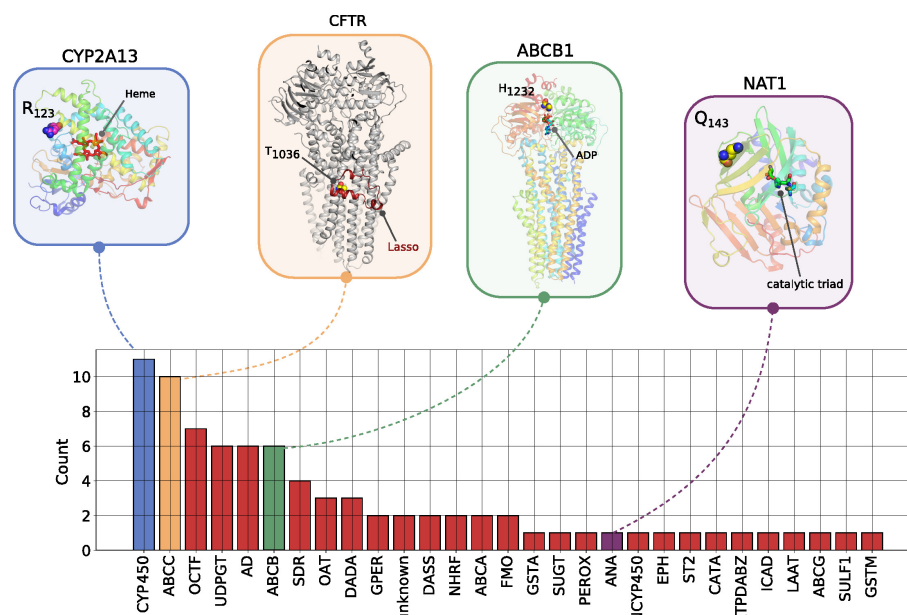 CFTR
CYP2A13
ABCB1
NAT1
R123
Heme
T1036
Lasso
H1232
ADP
Q143
catalytic triad
Count
10
8
6
4
2
0
CYP450
ABCC
OCTF
UDPGT
AD
ABCB
SDR
OAT
DADA
GPER
unknown
DASS
NHRF
ABCA
FMO
GSTA
SUGT
PEROX
ANA
ICYP450
EPH
ST2
CATA
TPDABZ
ICAD
LAAT
ABCG
SULF1
GSTM